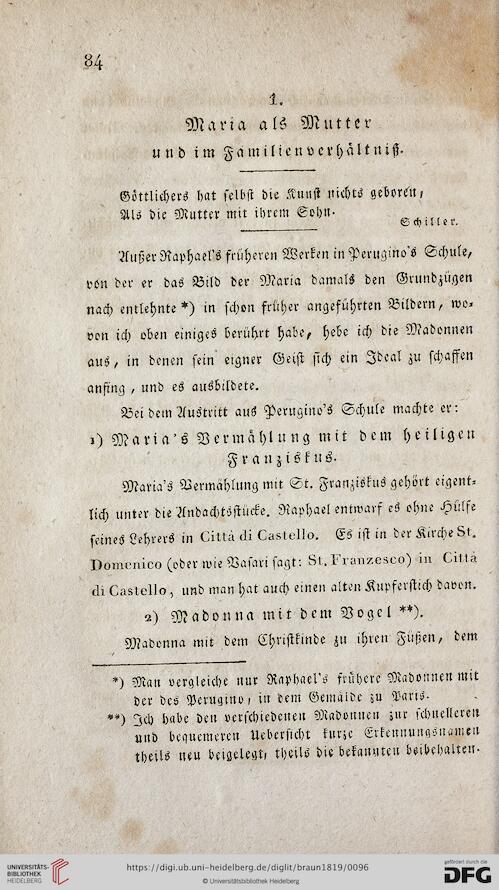 84
1.
Maria als Mutter
und im Familienverhältniß.
Göttlichers hat selbst die Kunst nichts geboren,
Als die Mutter mit ihrem Sohn.
Schiller.
Außer Raphael's früheren Werken in Perugino's Schule,
von der er das Bild der Maria damals den Grundzügen
nach entlehnte *) in schon früher angeführten Bildern, wo-
von ich oben einiges berührt habe, hebe ich die Madonnen
aus, in denen sein eigner Geist sich ein Ideal zu schaffen
anfing, und es ausbildete.
Bei dem Austritt aus Perugino's Schule machte er:
1) Maria's Vermählung mit dem heiligen
Franziskus.
Maria's Vermählung mit St. Franziskus gehört eigent-
lich unter die Andachtsstücke. Raphael entwarf es ohne Hülfe
seines Lehrers in Città di Castello. Es ist in der Kirche St.
Domenico (oder wie Vasari sagt: St. Franzesco) in Città
di Castello, und man hat auch einen alten Kupferstich davon.
2) Madonna mit dem Vogel **).
Madonna mit dem Christkinde zu ihren Füßen, dem
*) Man vergleiche nur Raphael's frühere Madonnen mit
der des Perugino, in dem Gemälde zu Paris.
**) Ich habe den verschiedenen Madonnen zur schnelleren
und bequemeren Uebersicht kurze Erkennungsnamen
theils neu beigelegt, theils die bekannten beibehalten.
UNIVERSITÄTS-
BIBLIOTHEK
HEIDELBERG
https://digi.ub.uni-heidelberg.de/diglit/braun1819/0096
© Universitätsbibliothek Heidelberg
gefördert durch die
DFG